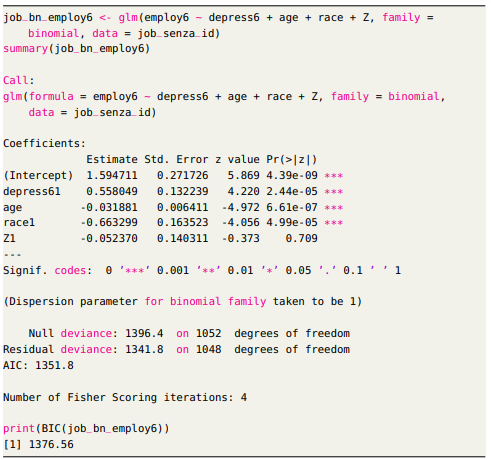 job_bn_employ6 <- glm(employ6 ~ depress6 + age + race + Z, family =
binomial, data = job_senza_id)
summary(job_bn_employ6)
Call:
glm(formula = employ6 ~ depress6 + age + race + Z, family = binomial,
data = job_senza_id)
Coefficients:
Estimate Std. Error z value Pr(>|z|)
(Intercept) 1.594711 0.271726 5.869 4.39e-09 ***
depress61 0.558049 0.132239 4.220 2.44e-05 ***
age -0.031881 0.006411 -4.972 6.61e-07 ***
race1 -0.663299 0.163523 -4.056 4.99e-05 ***
Z1 -0.052370 0.140311 -0.373 0.709
---
Signif. codes: 0 '***' 0.001 '**' 0.01 '*' 0.05 '.' 0.1 ' ' 1
(Dispersion parameter for binomial family taken to be 1)
Null deviance: 1396.4 on 1052 degrees of freedom
Residual deviance: 1341.8 on 1048 degrees of freedom
AIC: 1351.8
Number of Fisher Scoring iterations: 4
print(BIC(job_bn_employ6))
[1] 1376.56